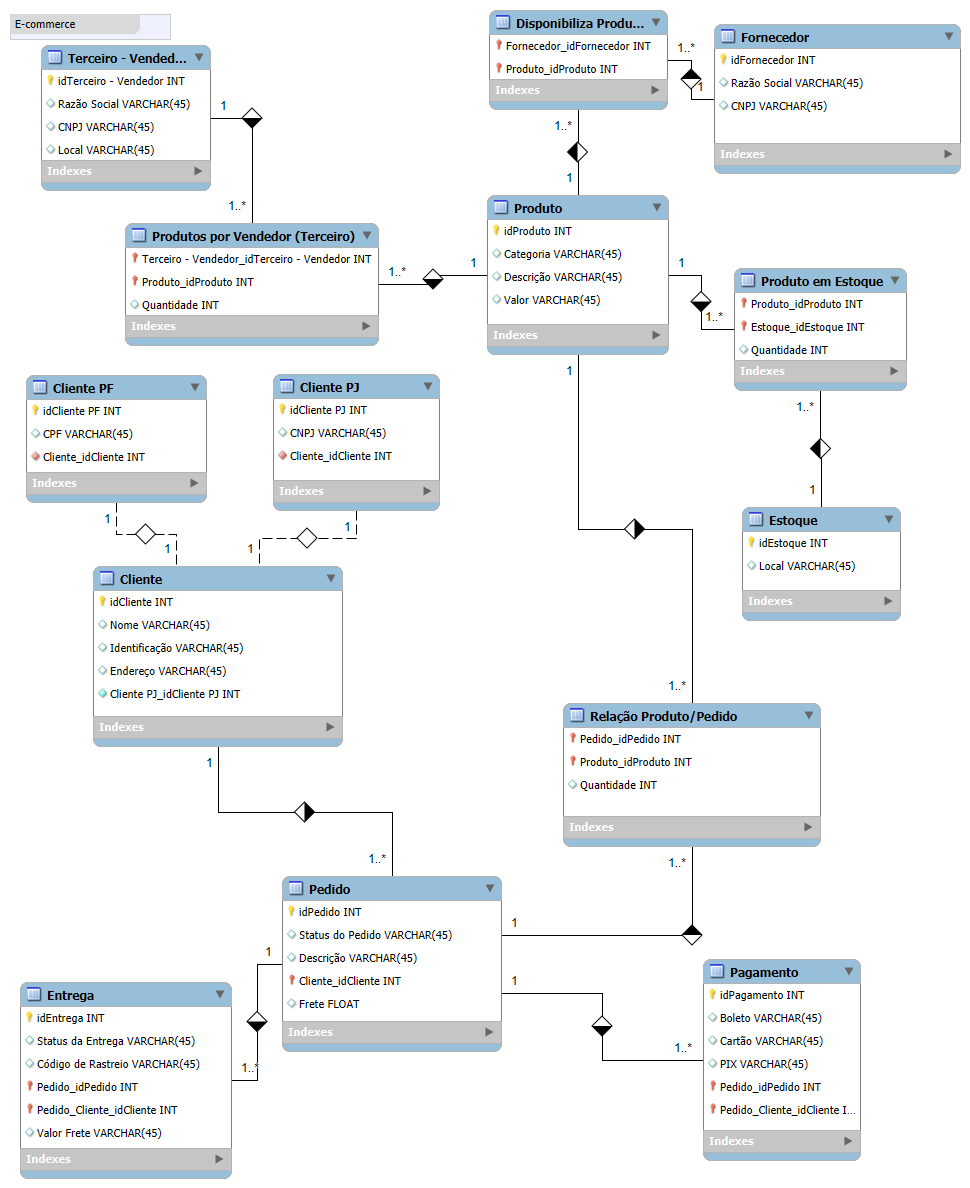 E-commerce
Terceiro - Vended...
idTerceiro - Vendedor INT
Razão Social VARCHAR(45)
CNPJ VARCHAR(45)
Local VARCHAR(45)
Indexes
1
1..*
Disponibiliza Produ...
Fornecedor_idFornecedor INT
Produto_idProduto INT
Indexes
1..*
1
Fornecedor
idFornecedor INT
Razão Social VARCHAR(45)
CNPJ VARCHAR(45)
Indexes
1..*
1
Produtos por Vendedor (Terceiro)
Terceiro - Vendedor_idTerceiro - Vendedor INT
Produto_idProduto INT
Quantidade INT
Indexes
1..*
1
Produto
idProduto INT
Categoria VARCHAR(45)
Descrição VARCHAR(45)
Valor VARCHAR(45)
Indexes
1
1..*
Produto em Estoque
Produto_idProduto INT
Estoque_idEstoque INT
Quantidade INT
Indexes
1..*
1
Estoque
idEstoque INT
Local VARCHAR(45)
Indexes
Cliente PF
idCliente PF INT
CPF VARCHAR(45)
Cliente_idCliente INT
Indexes
1
1
Cliente PJ
idCliente PJ INT
CNPJ VARCHAR(45)
Cliente_idCliente INT
Indexes
1
1
Cliente
idCliente INT
Nome VARCHAR(45)
Identificação VARCHAR(45)
Endereço VARCHAR(45)
Cliente PJ_idCliente PJ INT
Indexes
1
1..*
1
1..*
Relação Produto/Pedido
Pedido_idPedido INT
Produto_idProduto INT
Quantidade INT
Indexes
1..*
1
Pedido
idPedido INT
Status do Pedido VARCHAR(45)
Descrição VARCHAR(45)
Cliente_idCliente INT
Frete FLOAT
Indexes
1
1..*
1
1..*
Entrega
idEntrega INT
Status da Entrega VARCHAR(45)
Código de Rastreio VARCHAR(45)
Pedido_idPedido INT
Pedido_Cliente_idCliente INT
Valor Frete VARCHAR(45)
Indexes
Pagamento
idPagamento INT
Boleto VARCHAR(45)
Cartão VARCHAR(45)
PIX VARCHAR(45)
Pedido_idPedido INT
Pedido_Cliente_idCliente I...
Indexes